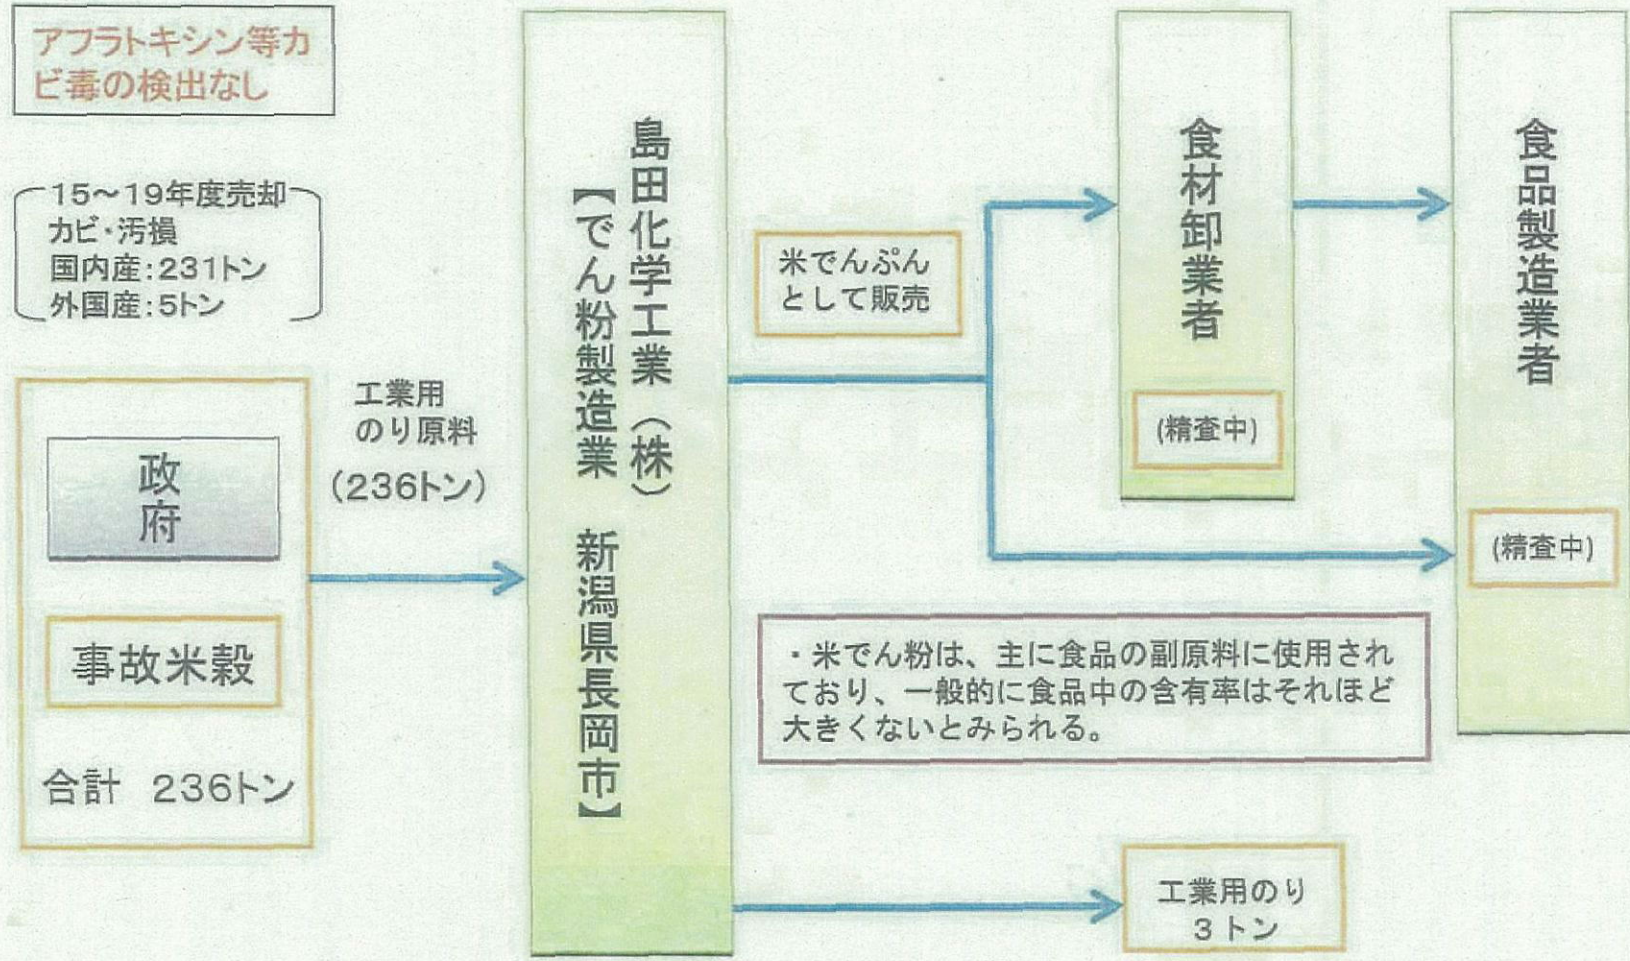 アフラトキシン等カ
ビ毒の検出なし
15～19年度売却
カビ・汚損
国内産:231トン
外国産:5トン
政府
事故米穀
合計 236トン
工業用
のり原料
(236トン)
島田化学工業(株)
【でん粉製造業 新潟県長岡市】
米でんぷん
として販売
食材卸業者
(精査中)
食品製造業者
(精査中)
・米でん粉は、主に食品の副原料に使用され
ており、一般的に食品中の含有率はそれほど
大きくないとみられる。
工業用のり
3トン